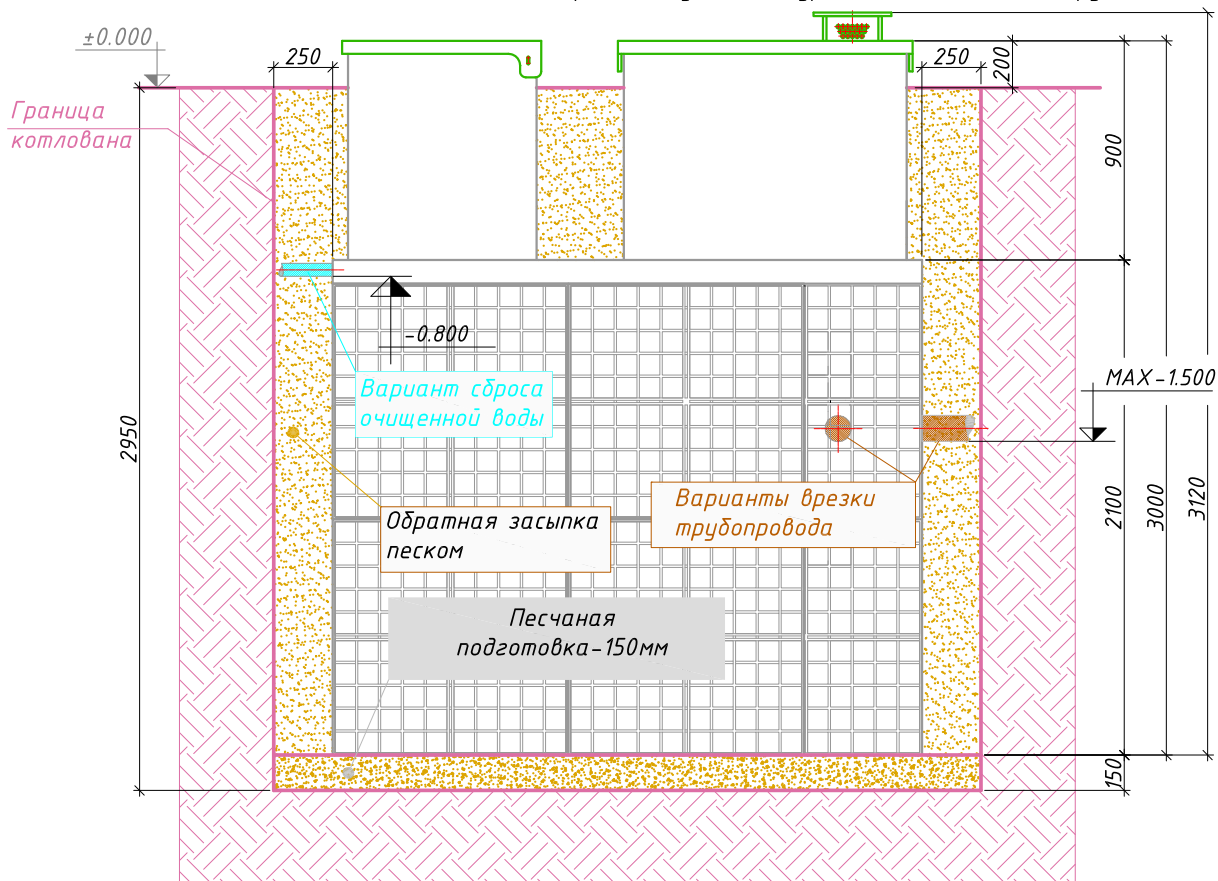 ±0.000
250
250
200
Граница
котлована
900
-0.800
Вариант сброса
очищенной воды
MAX-1.500
2950
Варианты врезки
трубопровода
Обратная засыпка
песком
2100
3000
3120
Песчаная
подготовка-150мм
150